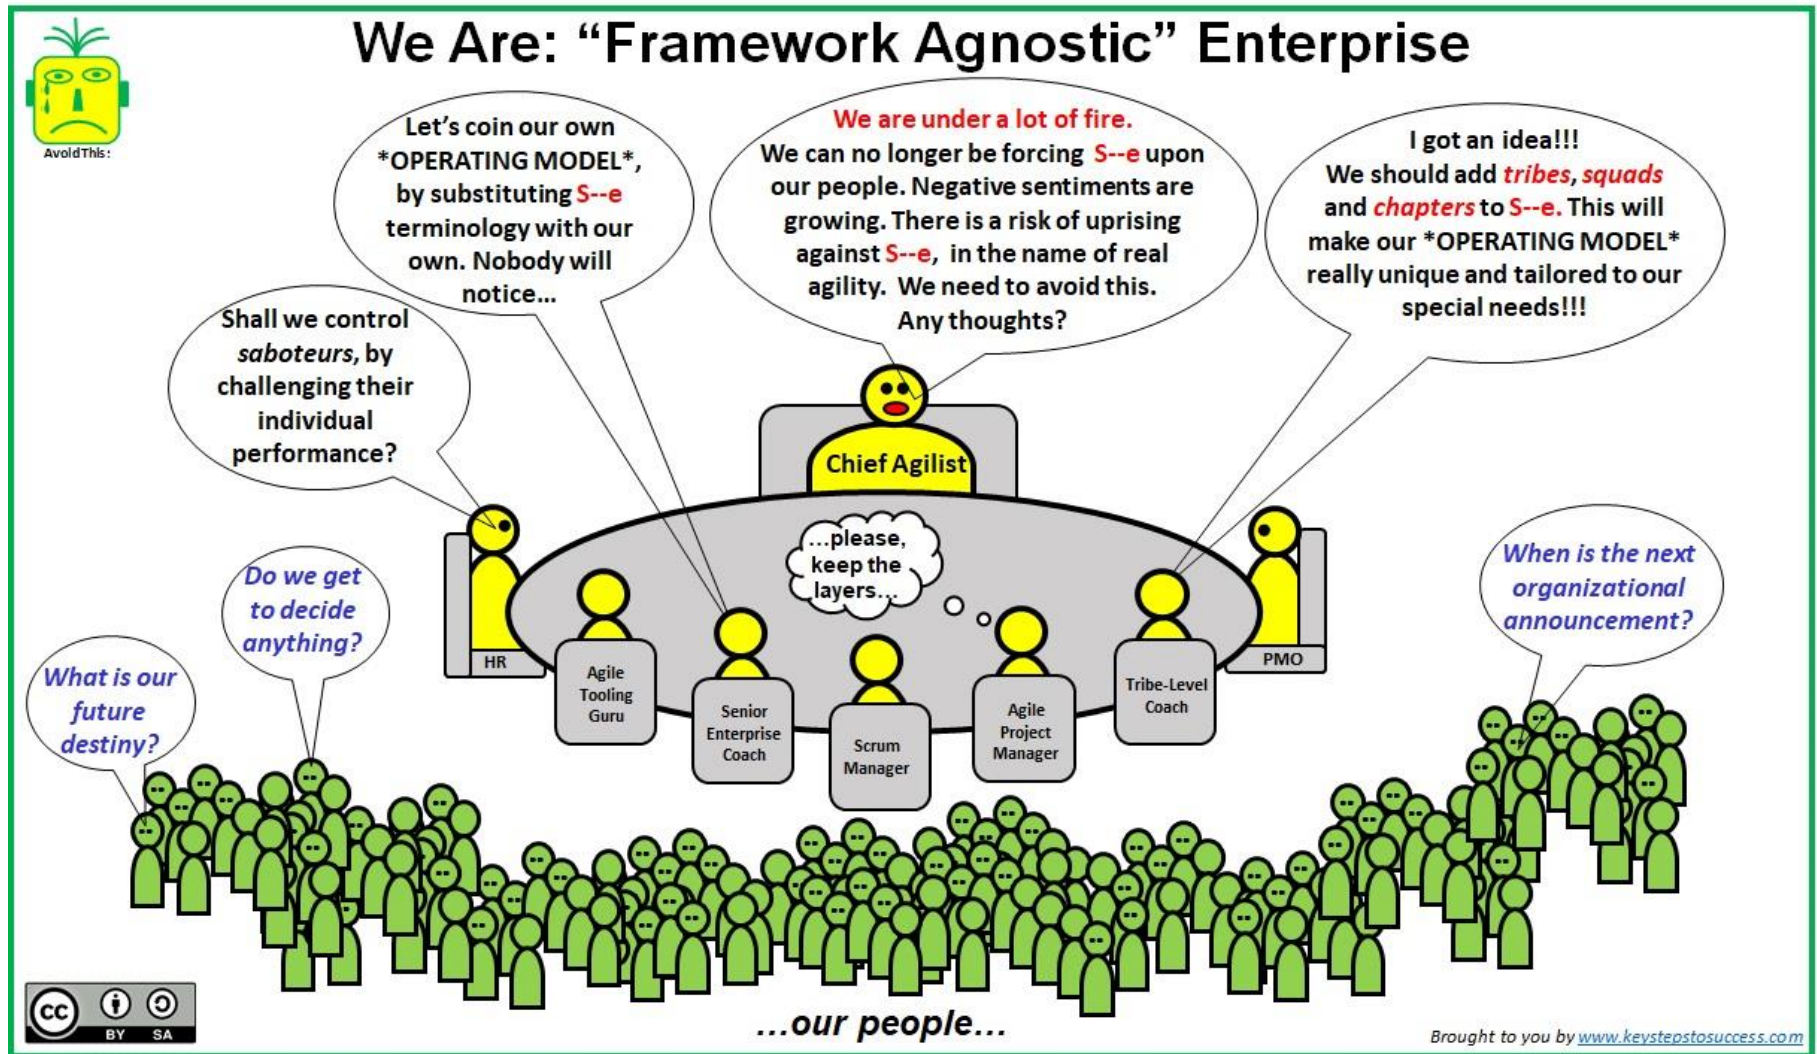 We Are: “Framework Agnostic” Enterprise
AvoidThis:
Let’s coin our own
*OPERATING MODEL*,
by substituting S--e
terminology with our
own. Nobody will
notice...
We are under a lot of fire.
We can no longer be forcing S--e upon
our people. Negative sentiments are
growing. There is a risk of uprising
against S--e, in the name of real
agility. We need to avoid this.
Any thoughts?
I got an idea!!!
We should add tribes, squads
and chapters to S--e. This will
make our *OPERATING MODEL*
really unique and tailored to our
special needs!!!
Shall we control
saboteurs, by
challenging their
individual
performance?
Chief Agilist
...please,
keep the
layers...
When is the next
organizational
announcement?
Do we get
to decide
anything?
What is our
future
destiny?
HR
Agile
Tooling
Guru
Senior
Enterprise
Coach
Scrum
Manager
Agile
Project
Manager
Tribe-Level
Coach
PMO
...our people...
cc
BY SA
Brought to you by www.keystepstosuccess.com